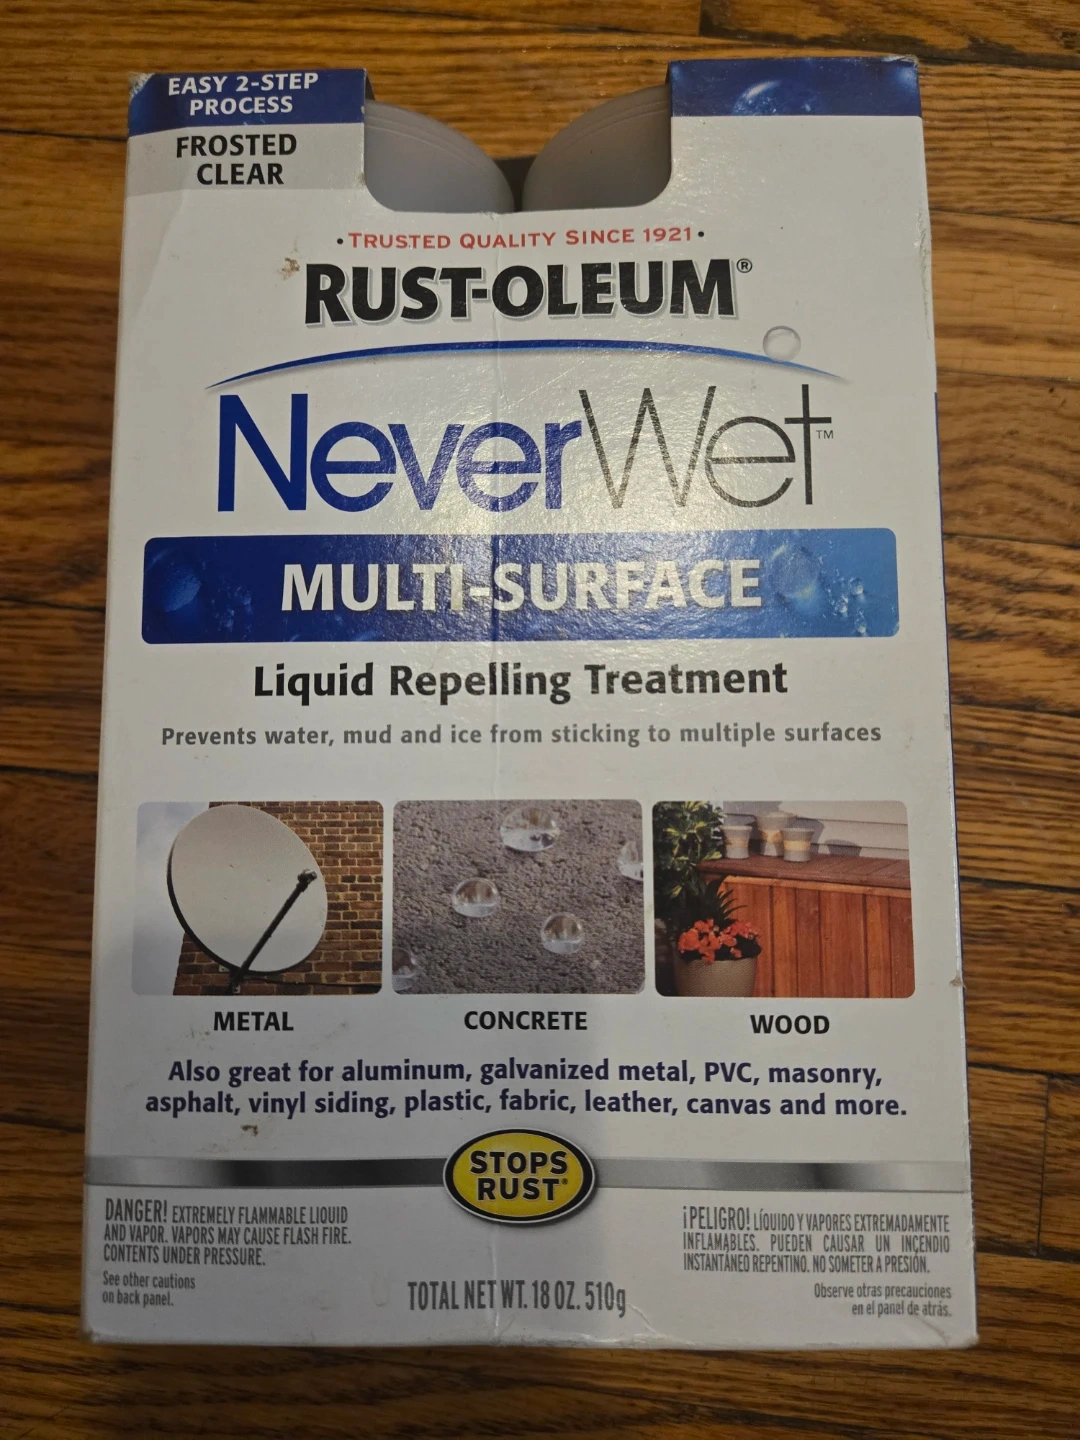 EASY 2-STEP
PROCESS
FROSTED
CLEAR
•TRUSTED QUALITY SINCE 1921•
RUST-OLEUM®
NeverWet™
MULTI-SURFACE
Liquid Repelling Treatment
Prevents water, mud and ice from sticking to multiple surfaces
METAL
CONCRETE
WOOD
Also great for aluminum, galvanized metal, PVC, masonry,
asphalt, vinyl siding, plastic, fabric, leather, canvas and more.
STOPS
RUST®
DANGER! EXTREMELY FLAMMABLE LIQUID
AND VAPOR. VAPORS MAY CAUSE FLASH FIRE.
CONTENTS UNDER PRESSURE.
See other cautions
on back panel.
TOTAL NET WT. 18 OZ. 510g
¡PELIGRO! LÍQUIDO Y VAPORES EXTREMADAMENTE
INFLAMABLES. PUEDEN CAUSAR UN INCENDIO
INSTANTÁNEO REPENTINO. NO SOMETER A PRESIÓN.
Observe otras precauciones
en el panel de atrás.